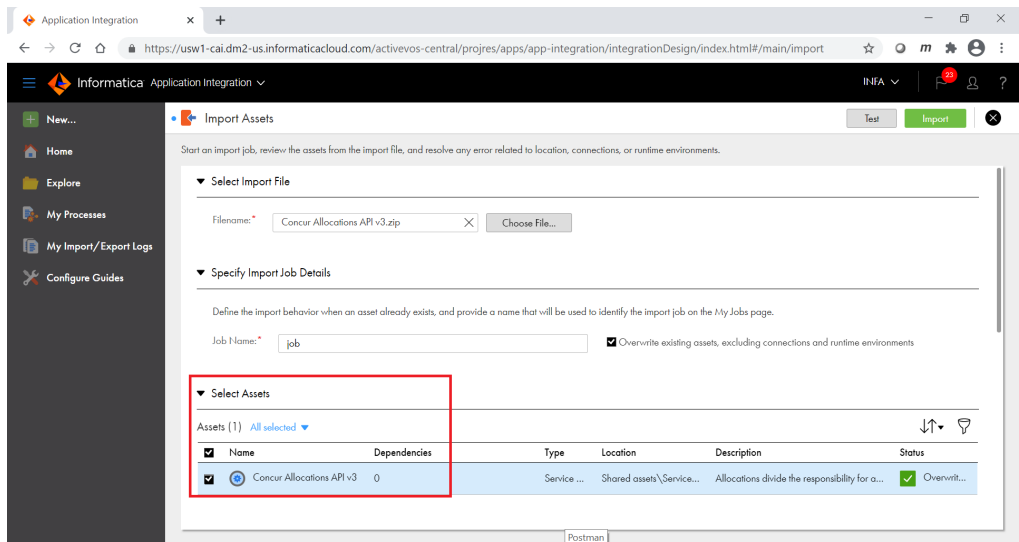 Application Integration
https://usw1-cai.dm2-us.informaticacloud.com/activevos-central/projres/apps/app-integration/integrationDesign/index.html#/main/import
Informatica Application Integration
INFA
23
?
New...
Home
Explore
My Processes
My Import/Export Logs
Configure Guides
Import Assets
Test
Import
Start an import job, review the assets from the import file, and resolve any error related to location, connections, or runtime environments.
Select Import File
Filename:* Concur Allocations API v3.zip Choose File...
Specify Import Job Details
Define the import behavior when an asset already exists, and provide a name that will be used to identify the import job on the My Jobs page.
Job Name:* job Overwrite existing assets, excluding connections and runtime environments
Select Assets
Assets (1) All selected
Name Dependencies Type Location Description Status
Concur Allocations API v3 0 Service ... Shared assets\Service... Allocations divide the responsibility for a... Overwrit...
Postman